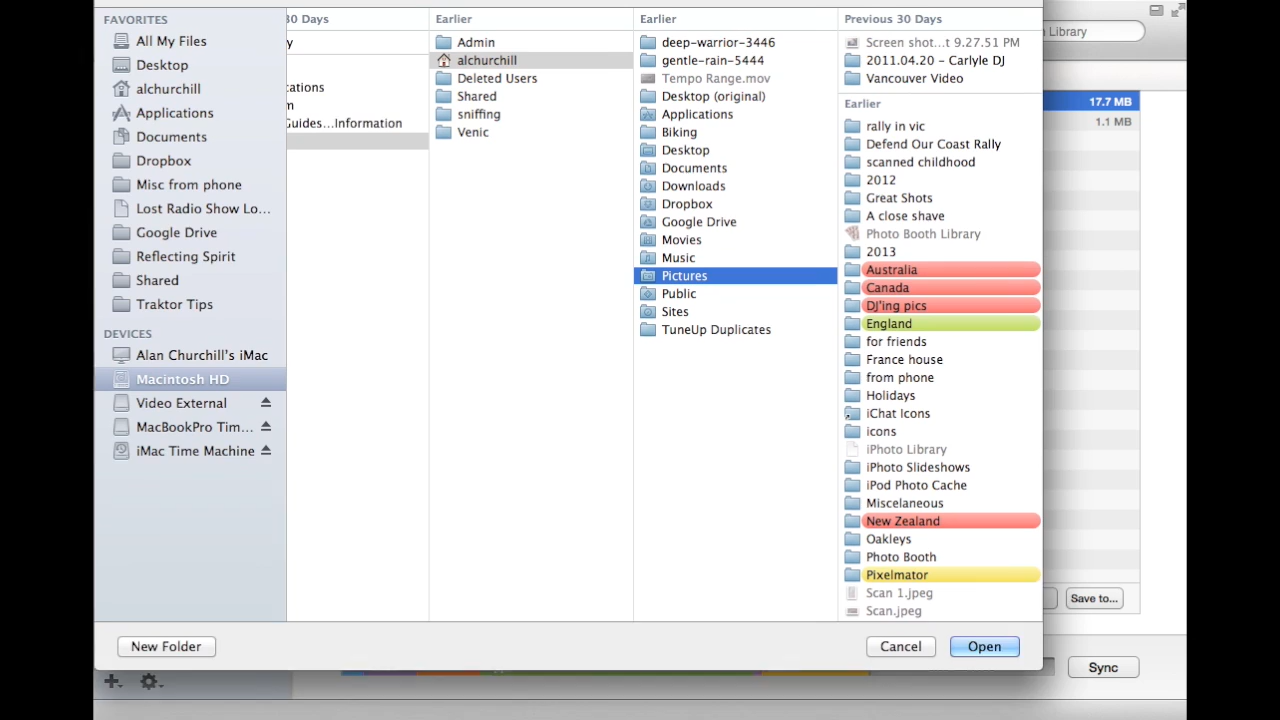 FAVORITES
All My Files
Desktop
alchurchill
Applications
Documents
Dropbox
Misc from phone
Lost Radio Show Lo...
Google Drive
Reflecting Spirit
Shared
Traktor Tips
DEVICES
Alan Churchill's iMac
Macintosh HD
Video External
MacBookPro Tim...
iMac Time Machine
30 Days
y
cations
m
Guides...Information
Earlier
Admin
alchurchill
Deleted Users
Shared
sniffing
Venic
Earlier
deep-warrior-3446
gentle-rain-5444
Tempo Range.mov
Desktop (original)
Applications
Biking
Desktop
Documents
Downloads
Dropbox
Google Drive
Movies
Music
Pictures
Public
Sites
TuneUp Duplicates
Previous 30 Days
Screen shot...t 9.27.51 PM
2011.04.20 - Carlyle DJ
Vancouver Video
Earlier
rally in vic
Defend Our Coast Rally
scanned childhood
2012
Great Shots
A close shave
Photo Booth Library
2013
Australia
Canada
DJ'ing pics
England
for friends
France house
from phone
Holidays
iChat Icons
icons
iPhoto Library
iPhoto Slideshows
iPod Photo Cache
Miscelaneous
New Zealand
Oakleys
Photo Booth
Pixelmator
Scan 1.jpeg
Scan.jpeg
Library
17.7 MB
1.1 MB
Save to...
New Folder
Cancel
Open
Sync